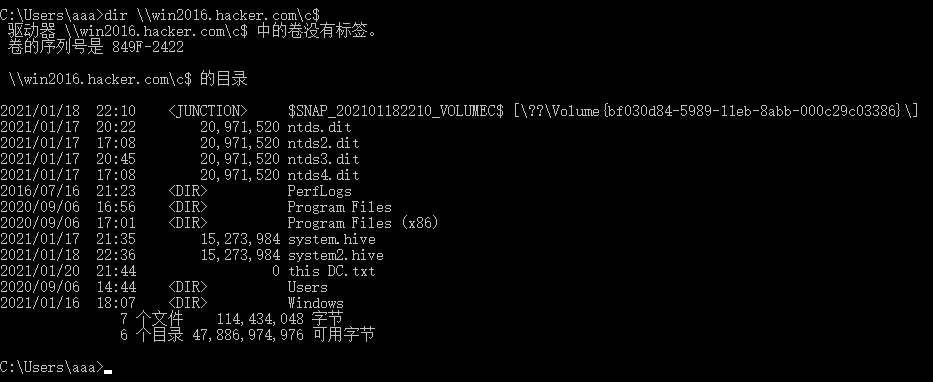 C:\Users\aaa>dir \\win2016.hacker.com\c$
驱动器 \\win2016.hacker.com\c$ 中的卷没有标签。
卷的序列号是 849F-2422
\\win2016.hacker.com\c$ 的目录
2021/01/18  22:10    <JUNCTION>     $SNAP_202101182210_VOLUMEC$ [\??\Volume{bf030d84-5989-11eb-8abb-000c29c03386}\]
2021/01/17  20:22        20,971,520 ntds.dit
2021/01/17  17:08        20,971,520 ntds2.dit
2021/01/17  20:45        20,971,520 ntds3.dit
2021/01/17  17:08        20,971,520 ntds4.dit
2016/07/16  21:23    <DIR>          PerfLogs
2020/09/06  16:56    <DIR>          Program Files
2020/09/06  17:01    <DIR>          Program Files (x86)
2021/01/17  21:35        15,273,984 system.hive
2021/01/18  22:36        15,273,984 system2.hive
2021/01/20  21:44                 0 this DC.txt
2020/09/06  14:44    <DIR>          Users
2021/01/16  18:07    <DIR>          Windows
7 个文件    114,434,048 字节
6 个目录 47,886,974,976 可用字节
C:\Users\aaa>